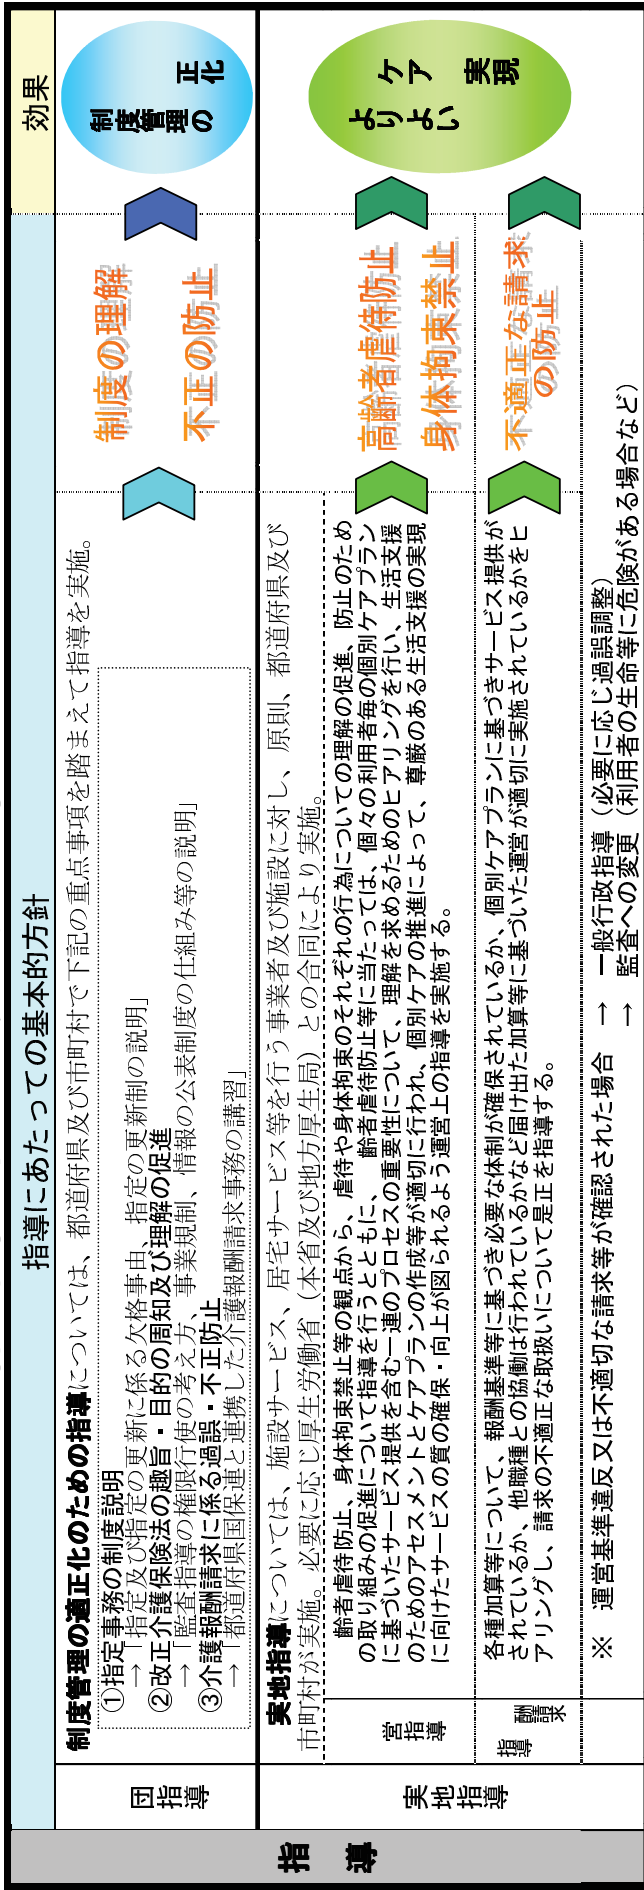 指導
指導にあたっての基本的方針
効果
団
指
導
制度管理の適正化のための指導については、都道府県及び市町村で下記の重点事項を踏まえて指導を実施。
①指定事務の制度説明
→「指定及び指定の更新に係る欠格事由、指定の更新制の説明」
②改正介護保険法の趣旨・目的の周知及び理解の促進
→「監査指導の権限行使の考え方、事業規制、情報の公表制度の仕組み等の説明」
③介護報酬請求に係る過誤・不正防止
→「都道府県国保連と連携した介護報酬請求事務の講習」
制度の理解
不正の防止
制度管理の
正化
実地指導
実地指導については、施設サービス、居宅サービス等を行う事業者及び施設に対し、原則、都道府県及び
市町村が実施。必要に応じ厚生労働省（本省及び地方厚生局）との合同により実施。
営
指
導
齢者虐待防止、身体拘束禁止等の観点から、虐待や身体拘束のそれぞれの行為についての理解の促進、防止のため
の取り組みの促進について指導を行うとともに、　齢者虐待防止等に当たっては、個々の利用者毎の個別ケアプラン
に基づいたサービス提供を含む一連のプロセスの重要性について、理解を求めるためのヒアリングを行い、生活支援
のためのアセスメントとケアプランの作成等が適切に行われ、個別ケアの推進によって、尊厳のある生活支援の実現
に向けたサービスの質の確保・向上が図られるよう運営上の指導を実施する。
高齢者虐待防止
身体拘束禁止
よりよい
ケア
実現
酬請求
指導
各種加算等について、報酬基準等に基づき必要な体制が確保されているか、個別ケアプランに基づきサービス提供が
されているか、他職種との協働は行われているかなど届け出た加算等に基づいた運営が適切に実施されているかをヒ
アリングし、請求の不適正な取扱いについて是正を指導する。
不適正な請求
の防止
※　運営基準違反又は不適切な請求等が確認された場合　→　一般行政指導（必要に応じ過誤調整）
→　監査への変更（利用者の生命等に危険がある場合など）